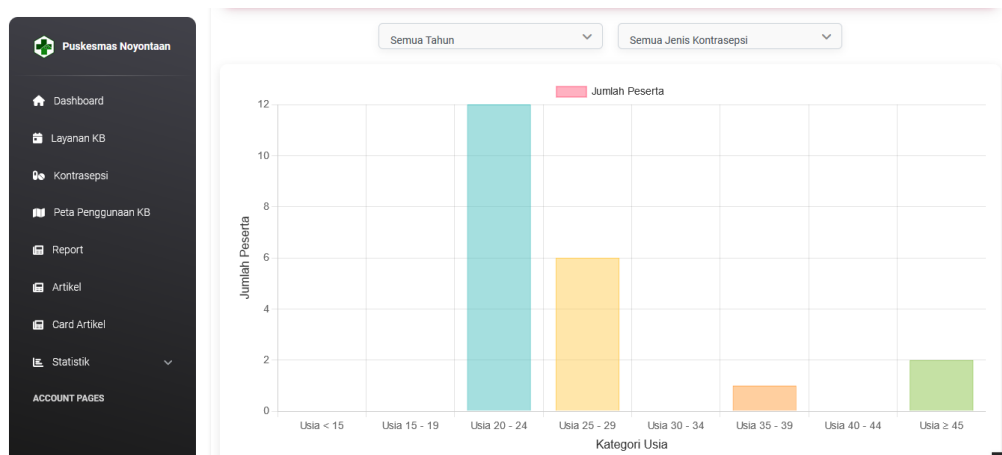 Puskesmas Noyontaan
Dashboard
Layanan KB
Kontrasepsi
Peta Penggunaan KB
Report
Artikel
Card Artikel
Statistik
ACCOUNT PAGES
Semua Tahun
Semua Jenis Kontrasepsi
Jumlah Peserta
12
10
8
6
4
2
0
Jumlah Peserta
Usia < 15
Usia 15 - 19
Usia 20 - 24
Usia 25 - 29
Usia 30 - 34
Usia 35 - 39
Usia 40 - 44
Usia ≥ 45
Kategori Usia